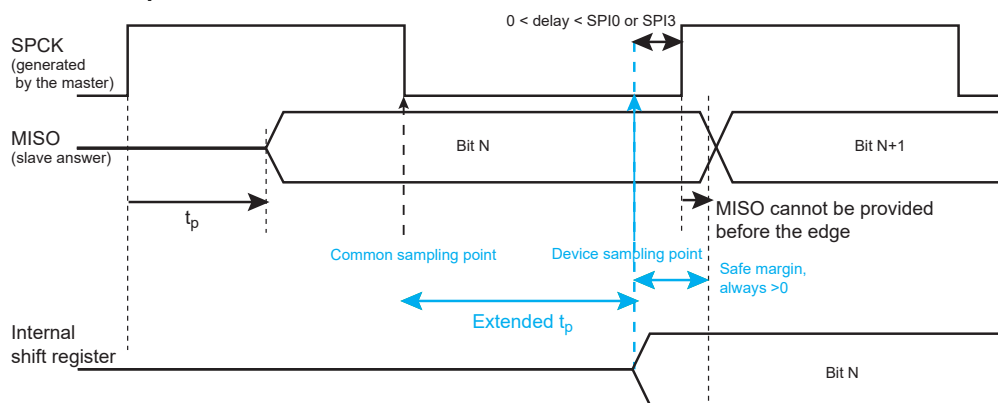 0 < delay < SPI0 or SPI3
SPCK
(generated
by the master)
MISO
(slave answer)
Bit N
Bit N+1
tp
MISO cannot be provided
before the edge
Common sampling point
Device sampling point
Safe margin,
always >0
Extended tp
Internal
shift register
Bit N